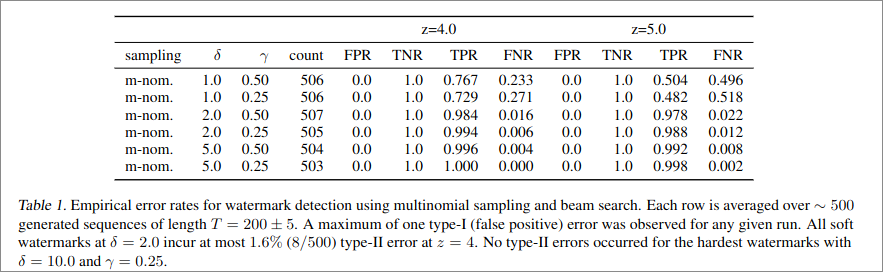 z=4.0 z=5.0
sampling δ γ count FPR TNR TPR FNR FPR TNR TPR FNR
m-nom. 1.0 0.50 506 0.0 1.0 0.767 0.233 0.0 1.0 0.504 0.496
m-nom. 1.0 0.25 506 0.0 1.0 0.729 0.271 0.0 1.0 0.482 0.518
m-nom. 2.0 0.50 507 0.0 1.0 0.984 0.016 0.0 1.0 0.978 0.022
m-nom. 2.0 0.25 505 0.0 1.0 0.994 0.006 0.0 1.0 0.988 0.012
m-nom. 5.0 0.50 504 0.0 1.0 0.996 0.004 0.0 1.0 0.992 0.008
m-nom. 5.0 0.25 503 0.0 1.0 1.000 0.000 0.0 1.0 0.998 0.002
Table 1. Empirical error rates for watermark detection using multinomial sampling and beam search. Each row is averaged over ∼ 500
generated sequences of length T = 200 ± 5. A maximum of one type-I (false positive) error was observed for any given run. All soft
watermarks at δ = 2.0 incur at most 1.6% (8/500) type-II error at z = 4. No type-II errors occurred for the hardest watermarks with
δ = 10.0 and γ = 0.25.